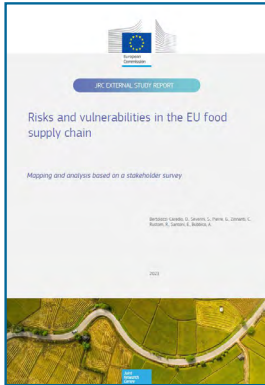 European
Commission
JRC EXTERNAL STUDY REPORT
Risks and vulnerabilities in the EU food
supply chain
Mapping and analysis based on a stakeholder survey
S.
A.
2022